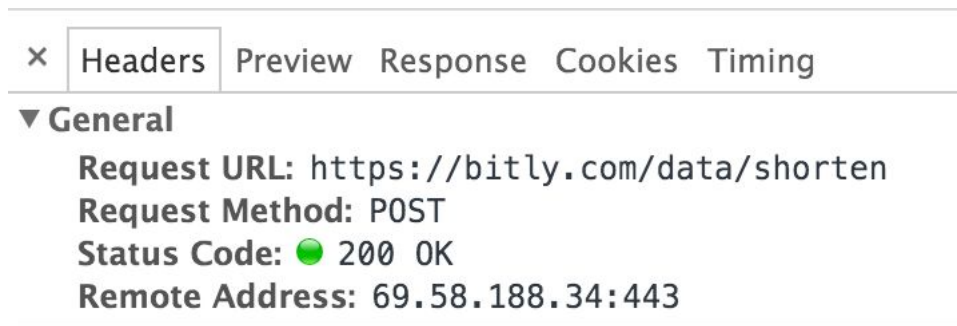 × Headers Preview Response Cookies Timing
▼ General
Request URL: https://bitly.com/data/shorten
Request Method: POST
Status Code: 200 OK
Remote Address: 69.58.188.34:443